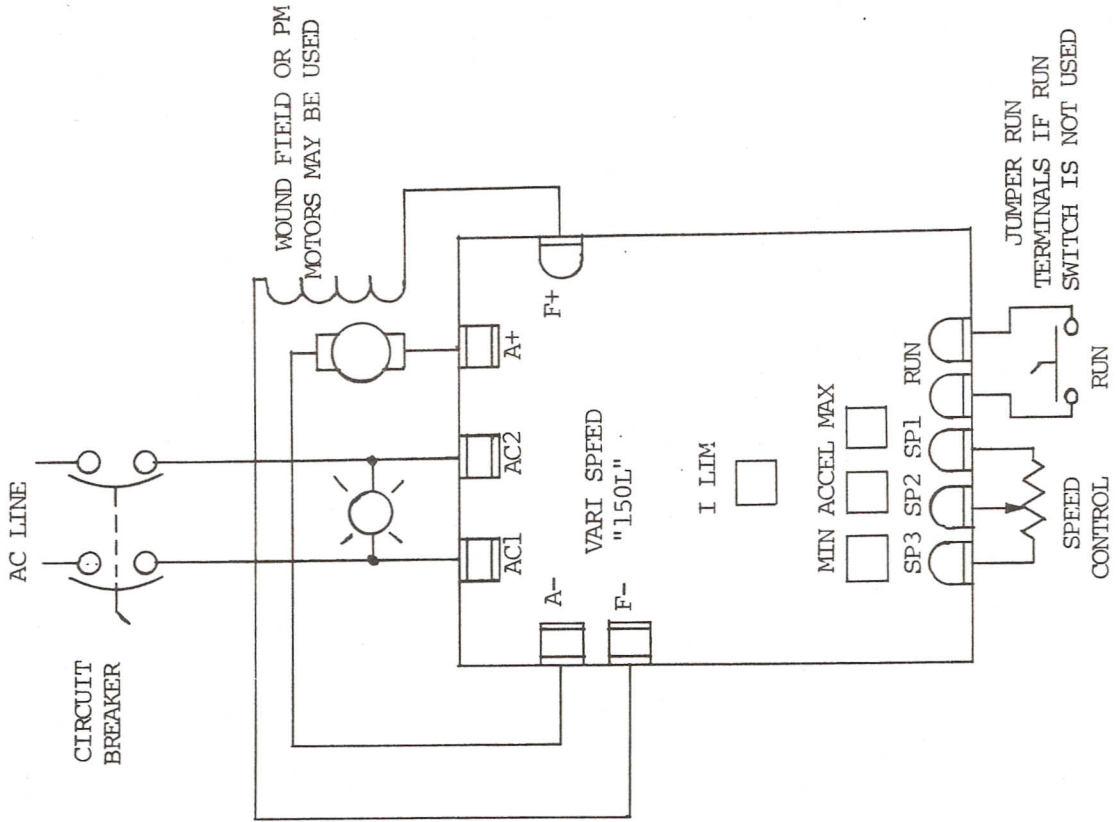 AC LINE
CIRCUIT
BREAKER
WOUND FIELD OR PM
MOTORS MAY BE USED
AC1
AC2
A+
F+
A-
F-
VARI SPEED
"150L"
I LIM
MIN ACCEL MAX
SP3 SP2 SP1 RUN
SPEED
CONTROL
RUN
JUMPER RUN
TERMINALS IF RUN
SWITCH IS NOT USED